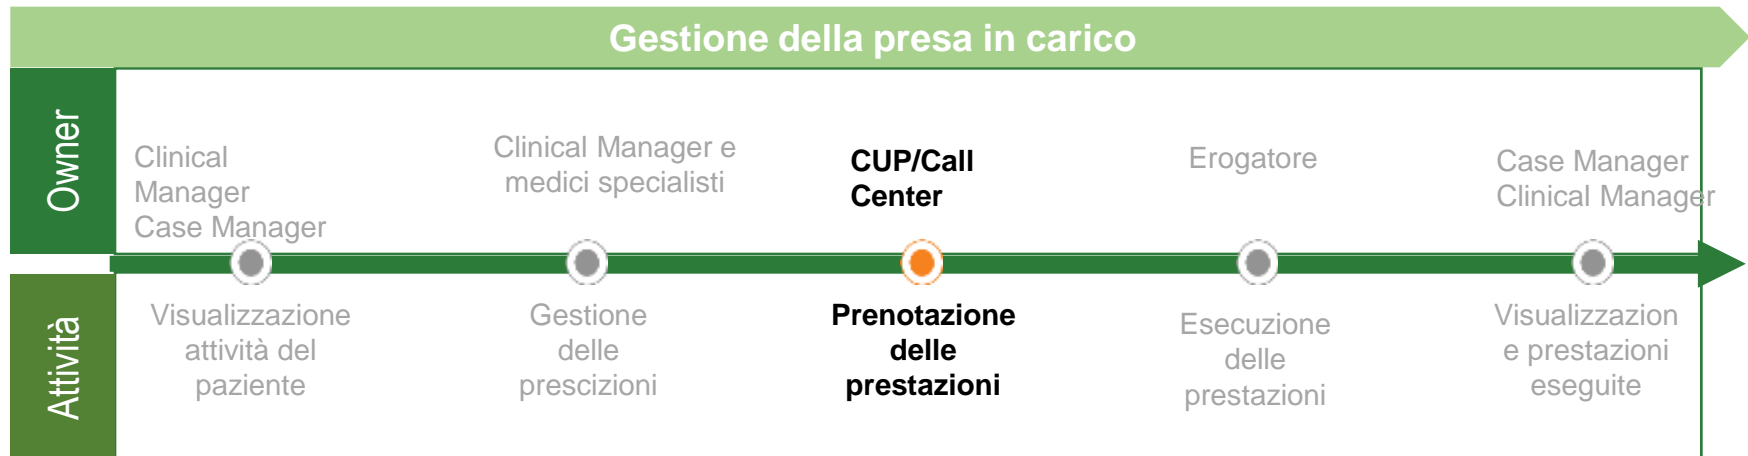 Gestione della presa in carico
Owner
Clinical
Manager
Case Manager
Clinical Manager e
medici specialisti
CUP/Call
Center
Erogatore
Case Manager
Clinical Manager
Attività
Visualizzazione
attività del
paziente
Gestione
delle
prescizioni
Prenotazione
delle
prestazioni
Esecuzione
delle
prestazioni
Visualizzazion
e prestazioni
eseguite